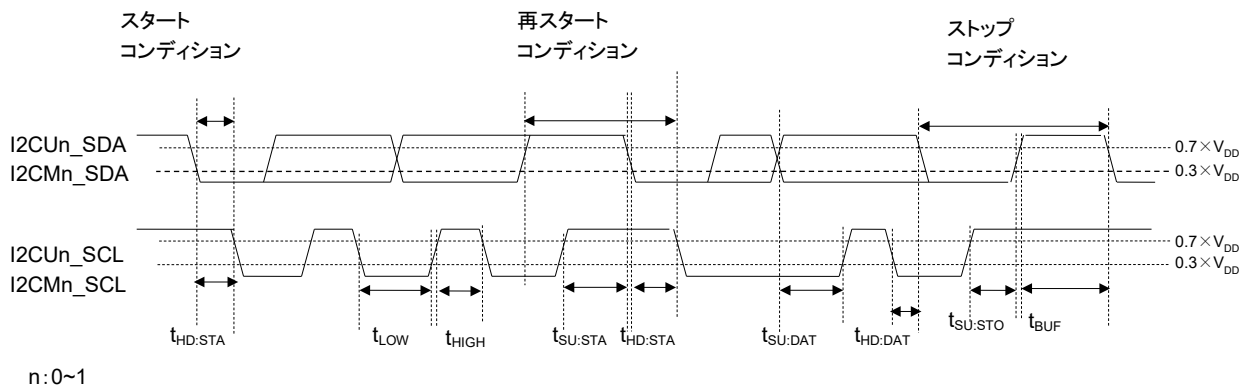 スタート
コンディション
再スタート
コンディション
ストップ
コンディション
I2CUn_SDA
I2CMn_SDA
0.7×VDD
0.3×VDD
I2CUn_SCL
I2CMn_SCL
0.7×VDD
0.3×VDD
tHD:STA
tLOW
tHIGH
tSU:STA
tHD:STA
tSU:DAT
tHD:DAT
tSU:STO
tBUF
n:0~1